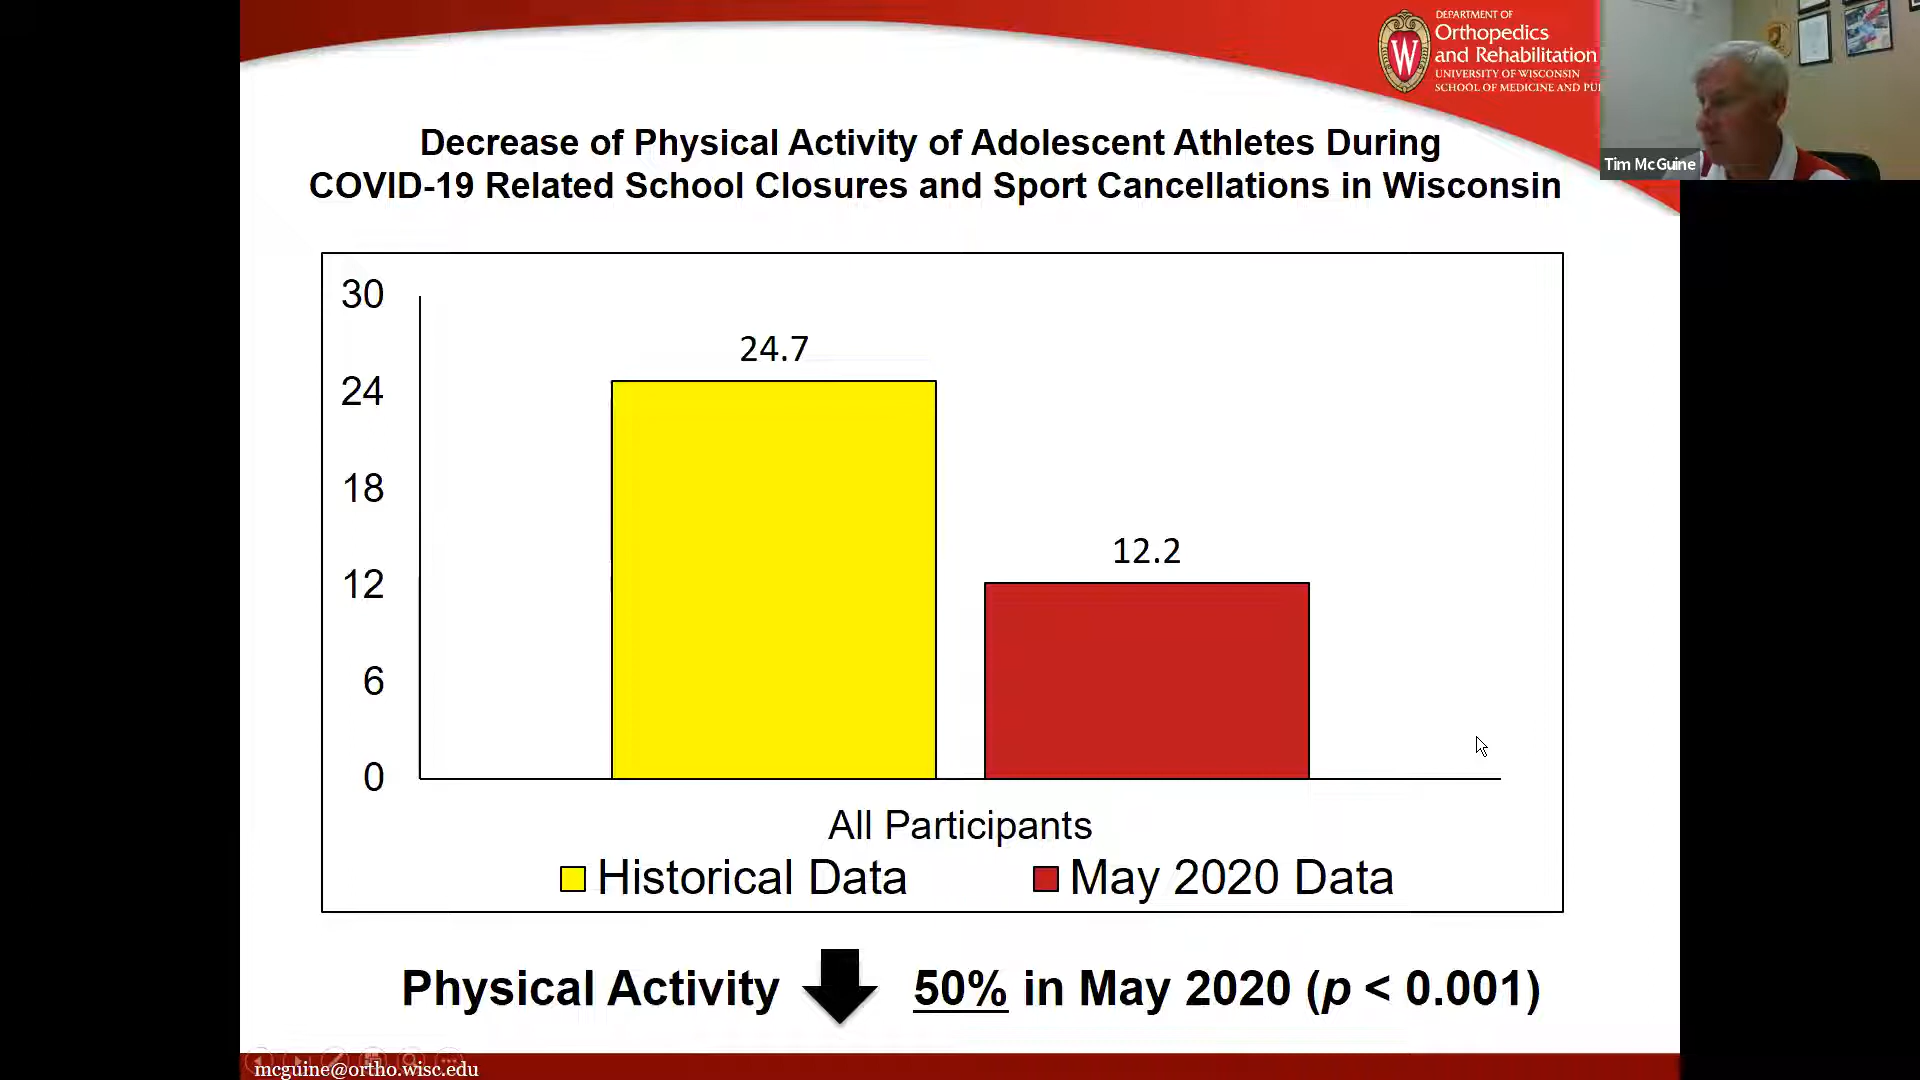 DEPARTMENT OF
Orthopedics
and Rehabilitation
UNIVERSITY OF WISCONSIN
SCHOOL OF MEDICINE AND
W
Tim McGuine
Decrease of Physical Activity of Adolescent Athletes During
COVID-19 Related School Closures and Sport Cancellations in Wisconsin
30
24
18
12
6
0
24.7
12.2
All Participants
Historical Data
May 2020 Data
Physical Activity 50% in May 2020 (p < 0.001)
mcguine@ortho.wisc.edu